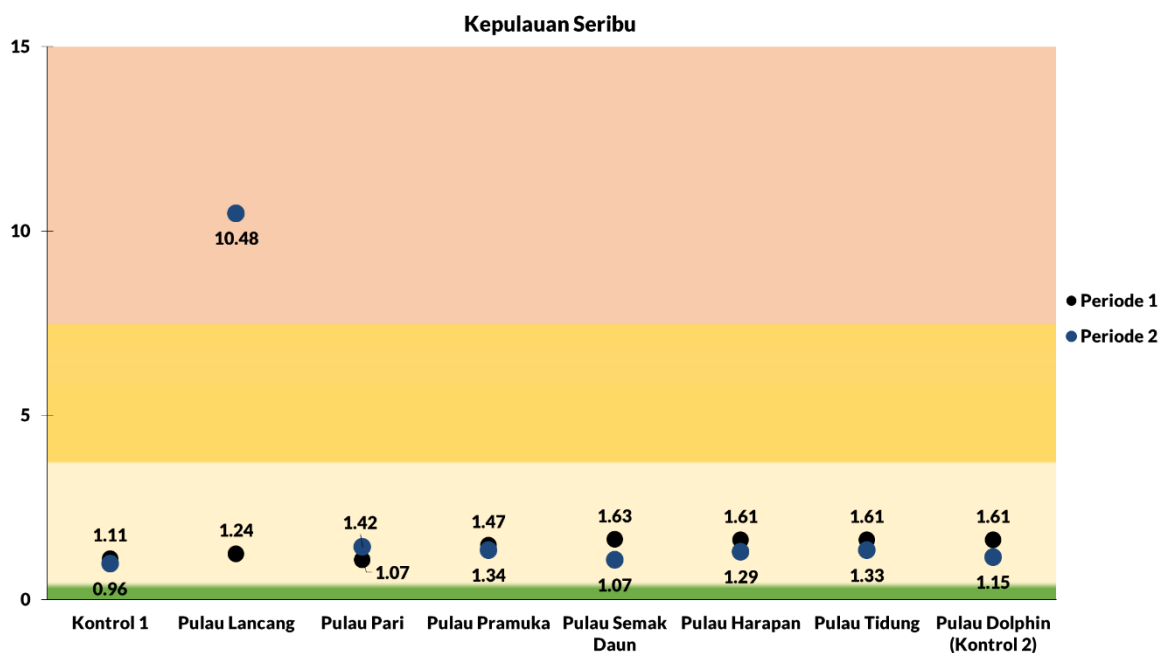 Kepulauan Seribu
15
10
5
0
10.48
1.11
1.24
1.42
1.47
1.63
1.61
1.61
1.61
0.96
1.07
1.34
1.07
1.29
1.33
1.15
Kontrol 1
Pulau Lancang
Pulau Pari
Pulau Pramuka
Pulau Semak
Daun
Pulau Harapan
Pulau Tidung
Pulau Dolphin
(Kontrol 2)
Periode 1
Periode 2